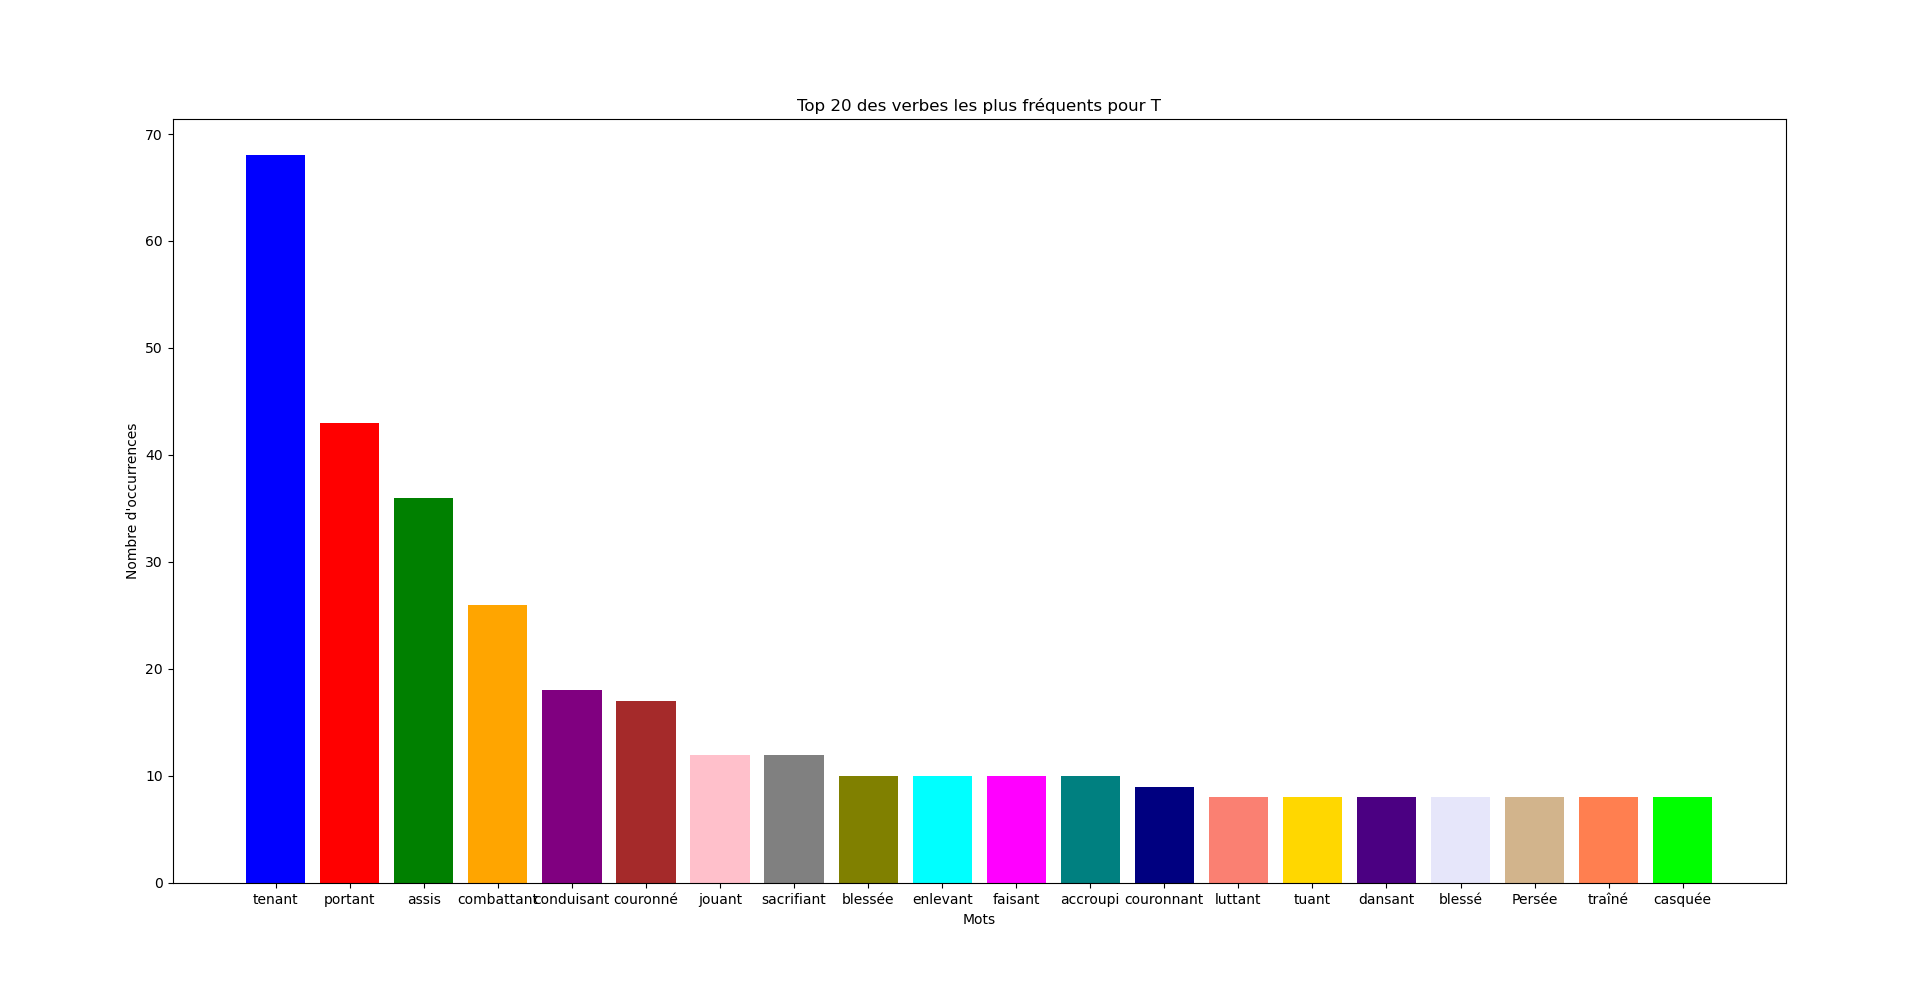 Top 20 des verbes les plus fréquents pour T
Nombre d'occurrences
70
60
50
40
30
20
10
0
tenant portant assis combattant conduisant couronné jouant sacrifiant blessée enlevant faisant accroupi couronnant luttant tuant dansant blessé Persée traîné casquée
Mots